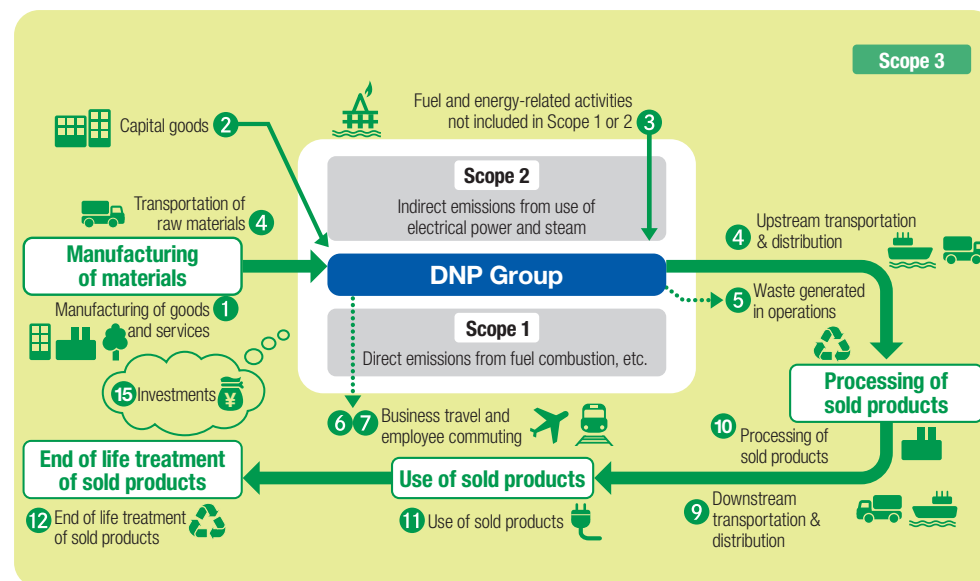 Scope 3
Capital goods 2
Fuel and energy-related activities
not included in Scope 1 or 2 3
Scope 2
Indirect emissions from use of
electrical power and steam
Transportation of
raw materials 4
Manufacturing
of materials
DNP Group
4 Upstream transportation
& distribution
5 Waste generated
in operations
Manufacturing of goods 1
and services
Scope 1
Direct emissions from fuel combustion, etc.
15 Investments
¥
6 7 Business travel and
employee commuting
Processing of
sold products
10 Processing of
sold products
End of life treatment
of sold products
Use of sold products
12 End of life treatment
of sold products
11 Use of sold products
9 Downstream
transportation &
distribution